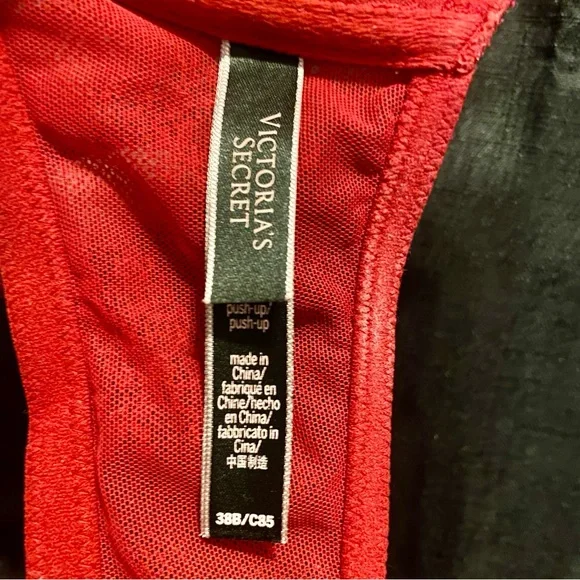 VICTORIA'S
SECRET
push-up/
push-up
made in
China/
fabriqué en
Chine/hecho
en China/
fabbricato in
Cina/
中国制造
38B/C85